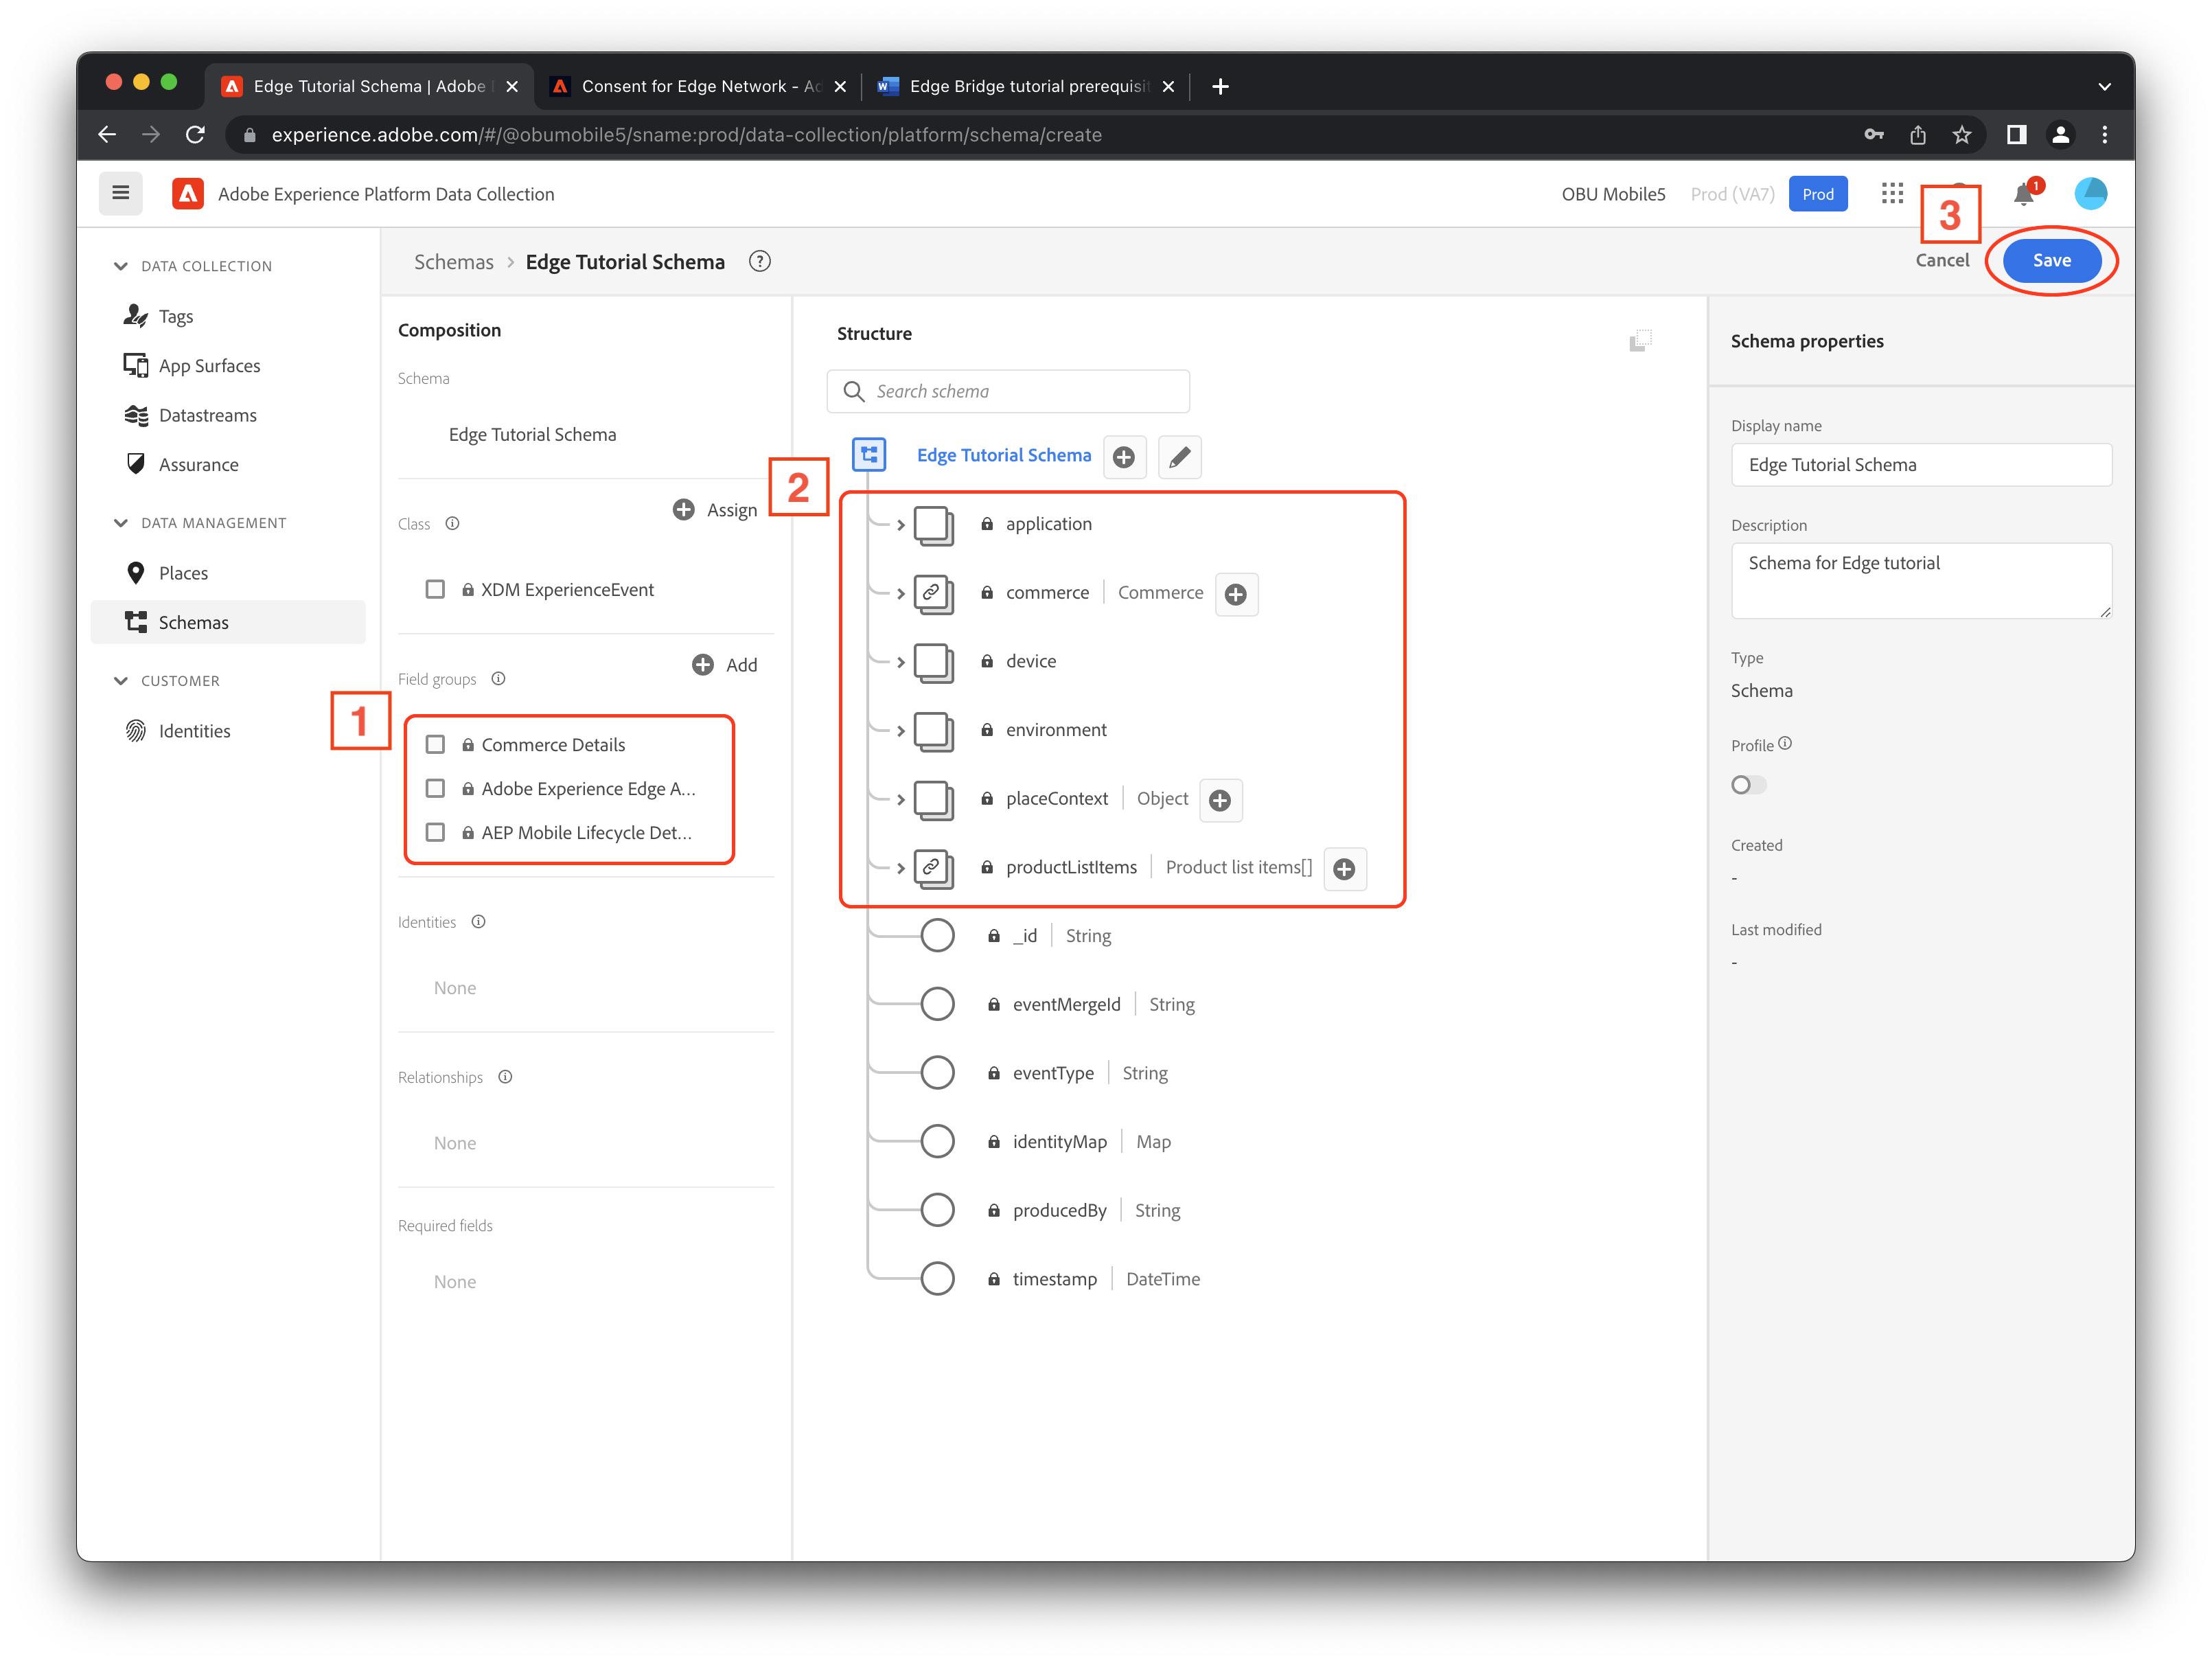 Edge Tutorial Schema | Adobe
Consent for Edge Network - Ad
Edge Bridge tutorial prerequisit
experience.adobe.com/#/@obumobile5/sname:prod/data-collection/platform/schema/create
Adobe Experience Platform Data Collection
OBU Mobile5
Prod (VA7)
Prod
1
3
DATA COLLECTION
Tags
App Surfaces
Datastreams
Assurance
DATA MANAGEMENT
Places
Schemas
CUSTOMER
Identities
Schemas > Edge Tutorial Schema
Cancel
Save
Composition
Schema
Edge Tutorial Schema
Class
Assign
XDM ExperienceEvent
Field groups
Add
1
Commerce Details
Adobe Experience Edge A...
AEP Mobile Lifecycle Det...
Identities
None
Relationships
None
Required fields
None
Structure
Search schema
Edge Tutorial Schema
2
application
commerce | Commerce
device
environment
placeContext | Object
productListItems | Product list items[]
_id | String
eventMergeId | String
eventType | String
identityMap | Map
producedBy | String
timestamp | DateTime
Schema properties
Display name
Edge Tutorial Schema
Description
Schema for Edge tutorial
Type
Schema
Profile
Created
-
Last modified
-